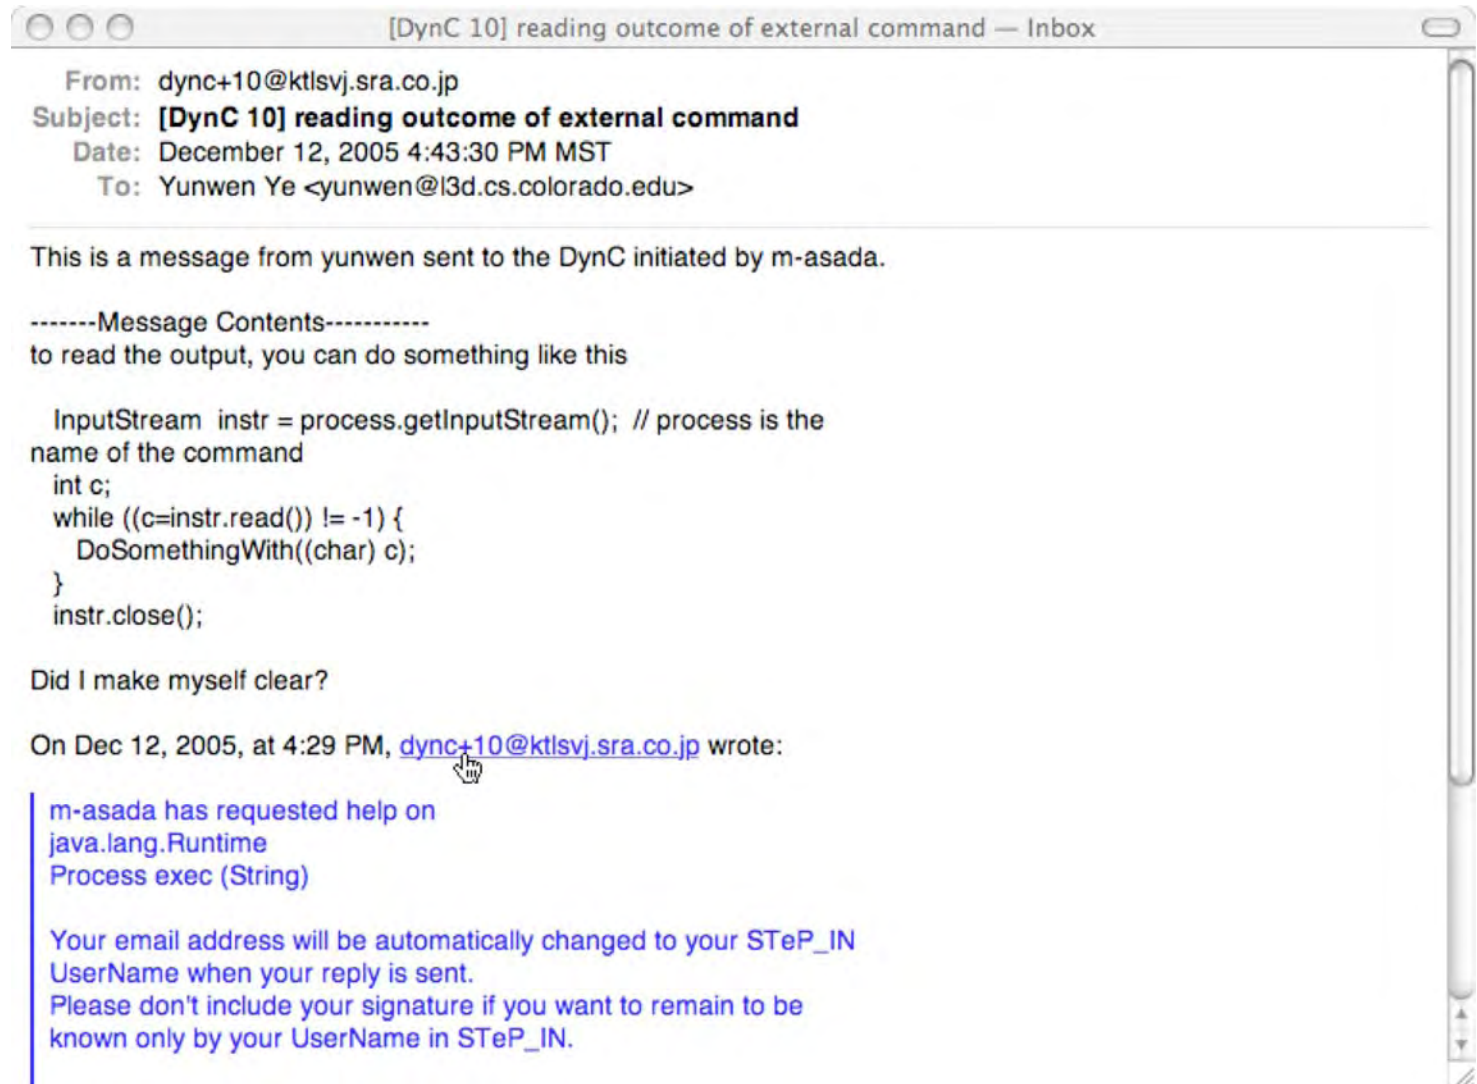 [DynC 10] reading outcome of external command — Inbox
From: dync+10@ktlsvj.sra.co.jp
Subject: [DynC 10] reading outcome of external command
Date: December 12, 2005 4:43:30 PM MST
To: Yunwen Ye <yunwen@l3d.cs.colorado.edu>
This is a message from yunwen sent to the DynC initiated by m-asada.
-------Message Contents-----------
to read the output, you can do something like this
InputStream  instr = process.getInputStream();  // process is the
name of the command
int c;
while ((c=instr.read()) != -1) {
DoSomethingWith((char) c);
}
instr.close();
Did I make myself clear?
On Dec 12, 2005, at 4:29 PM, dync+10@ktlsvj.sra.co.jp wrote:
m-asada has requested help on
java.lang.Runtime
Process exec (String)
Your email address will be automatically changed to your STeP_IN
UserName when your reply is sent.
Please don't include your signature if you want to remain to be
known only by your UserName in STeP_IN.